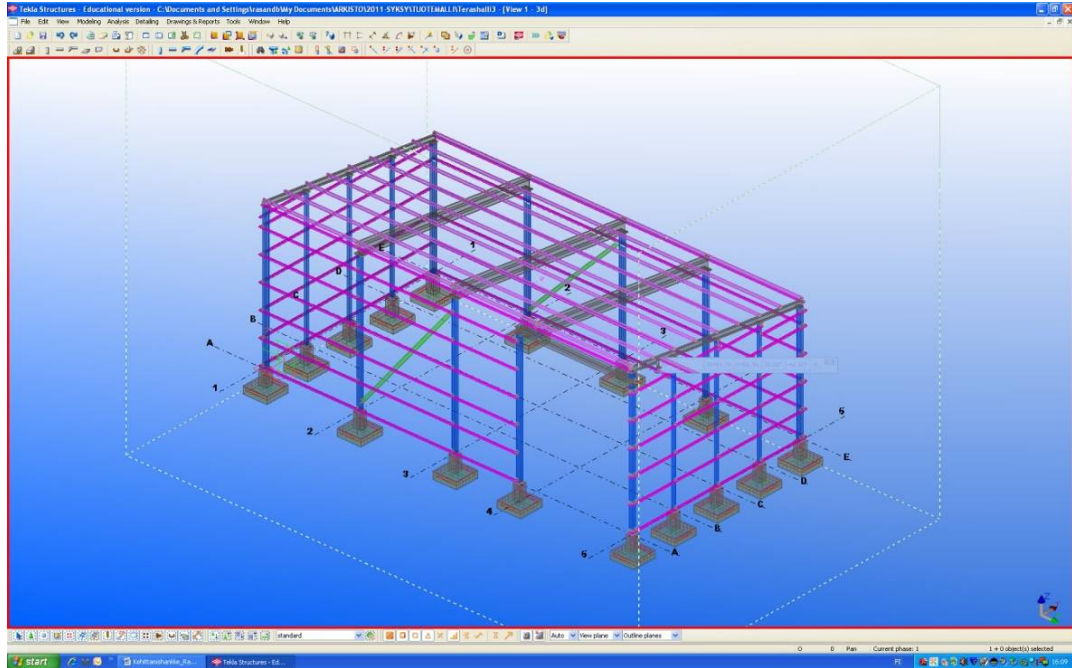 Tekla Structures - Educational version - C:\Documents and Settings\rasandb\My Documents\ARKISTO\2011-SYKSY\TUOTEMALLI\Terashalli3 - [View 1 - 3d]
File Edit View Modeling Analysis Detailing Drawings & Reports Tools Window Help
E
1
D
2
C
B
3
A
1
6
2
E
D
3
C
4
B
A
standard
Auto
View plane
Outline planes
0 0 Pan Current phase: 1 1 + 0 object(s) selected
start
Tekla Structures - Ed...
FI
16:09